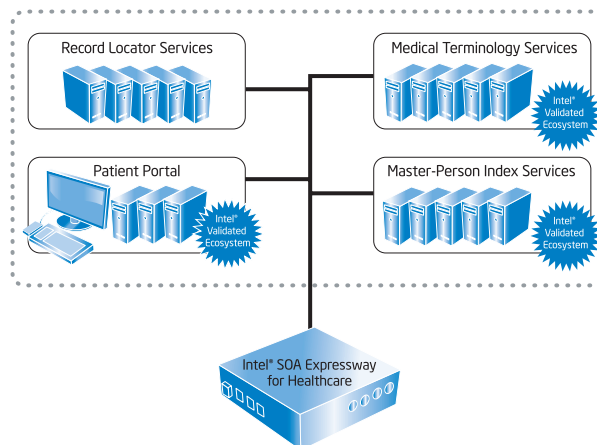 Record Locator Services
Medical Terminology Services
Intel®
Validated
Ecosystem
Patient Portal
Intel®
Validated
Ecosystem
Master-Person Index Services
Intel®
Validated
Ecosystem
Intel® SOA Expressway
for Healthcare